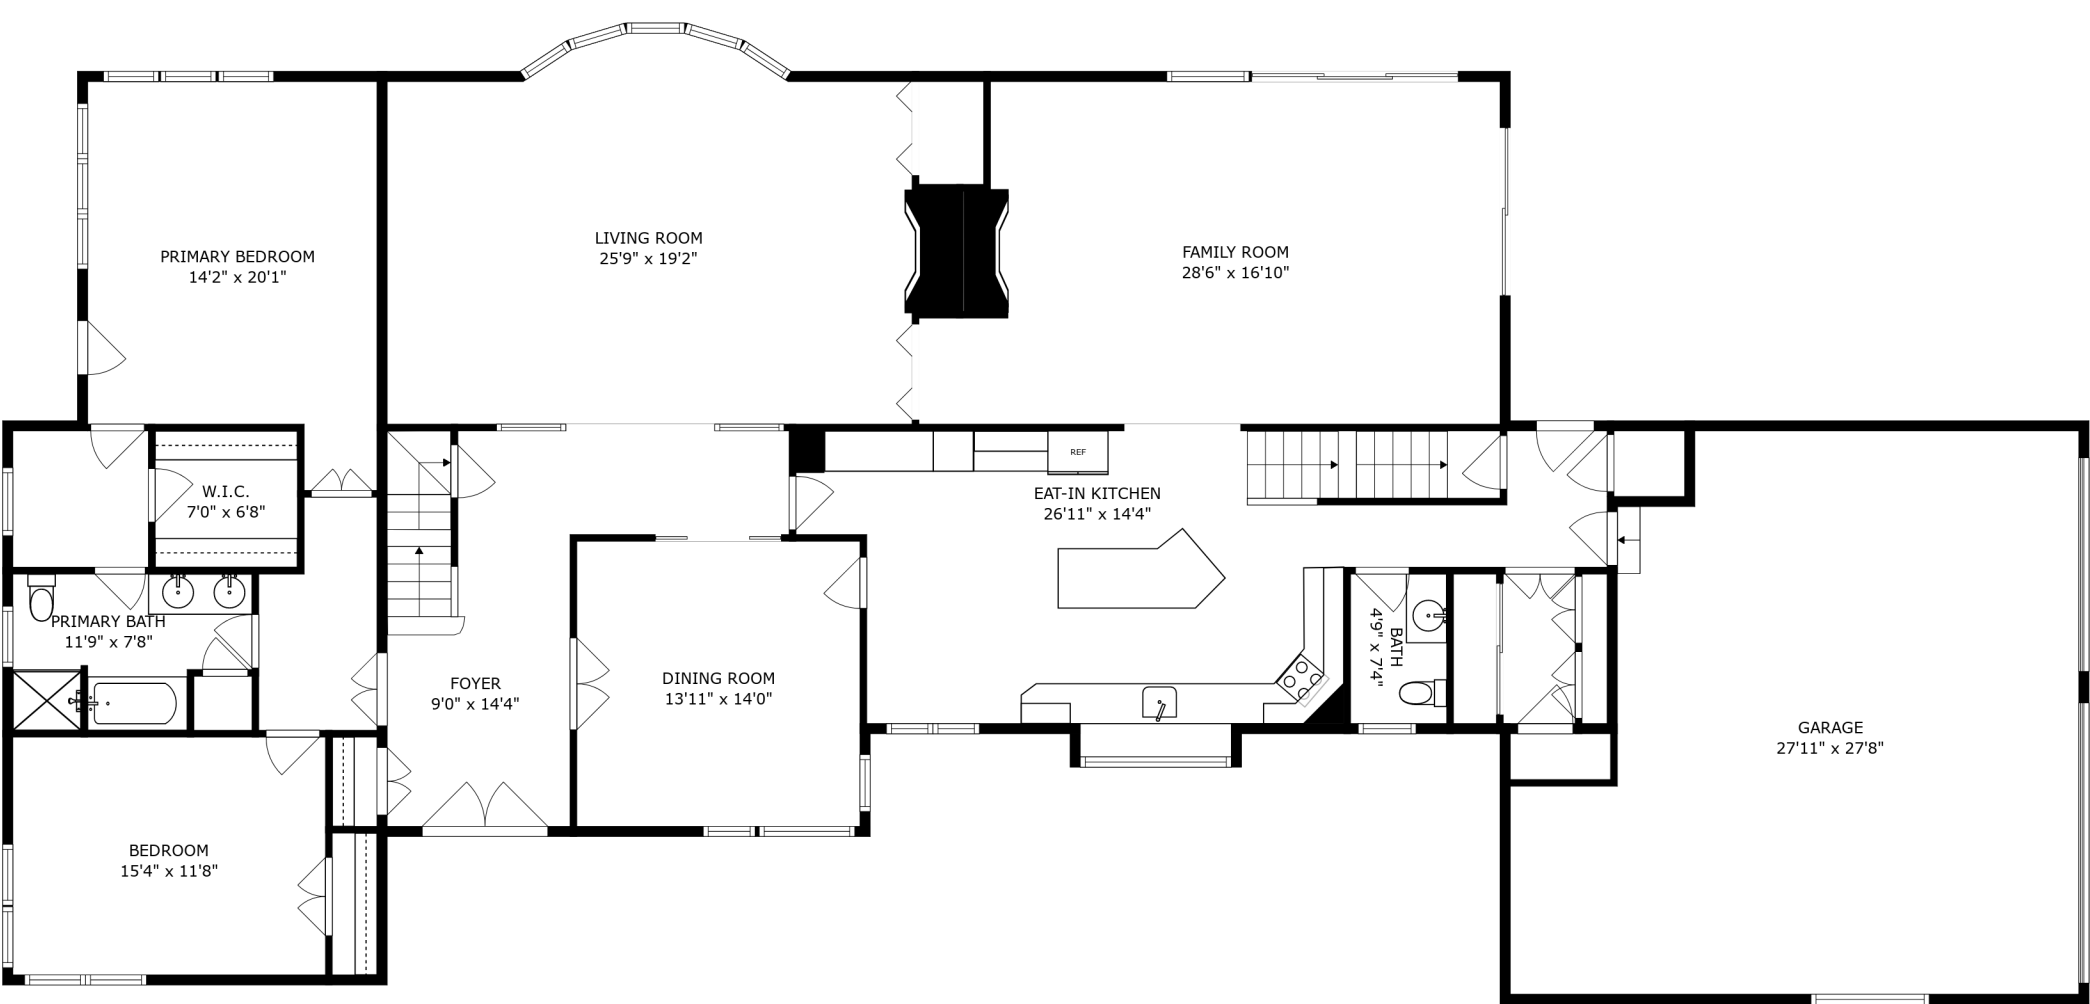 LIVING ROOM
25'9" x 19'2"
PRIMARY BEDROOM
14'2" x 20'1"
FAMILY ROOM
28'6" x 16'10"
REF
W.I.C.
7'0" x 6'8"
EAT-IN KITCHEN
26'11" x 14'4"
PRIMARY BATH
11'9" x 7'8"
BATH
4'9" x 7'4"
FOYER
9'0" x 14'4"
DINING ROOM
13'11" x 14'0"
GARAGE
27'11" x 27'8"
BEDROOM
15'4" x 11'8"